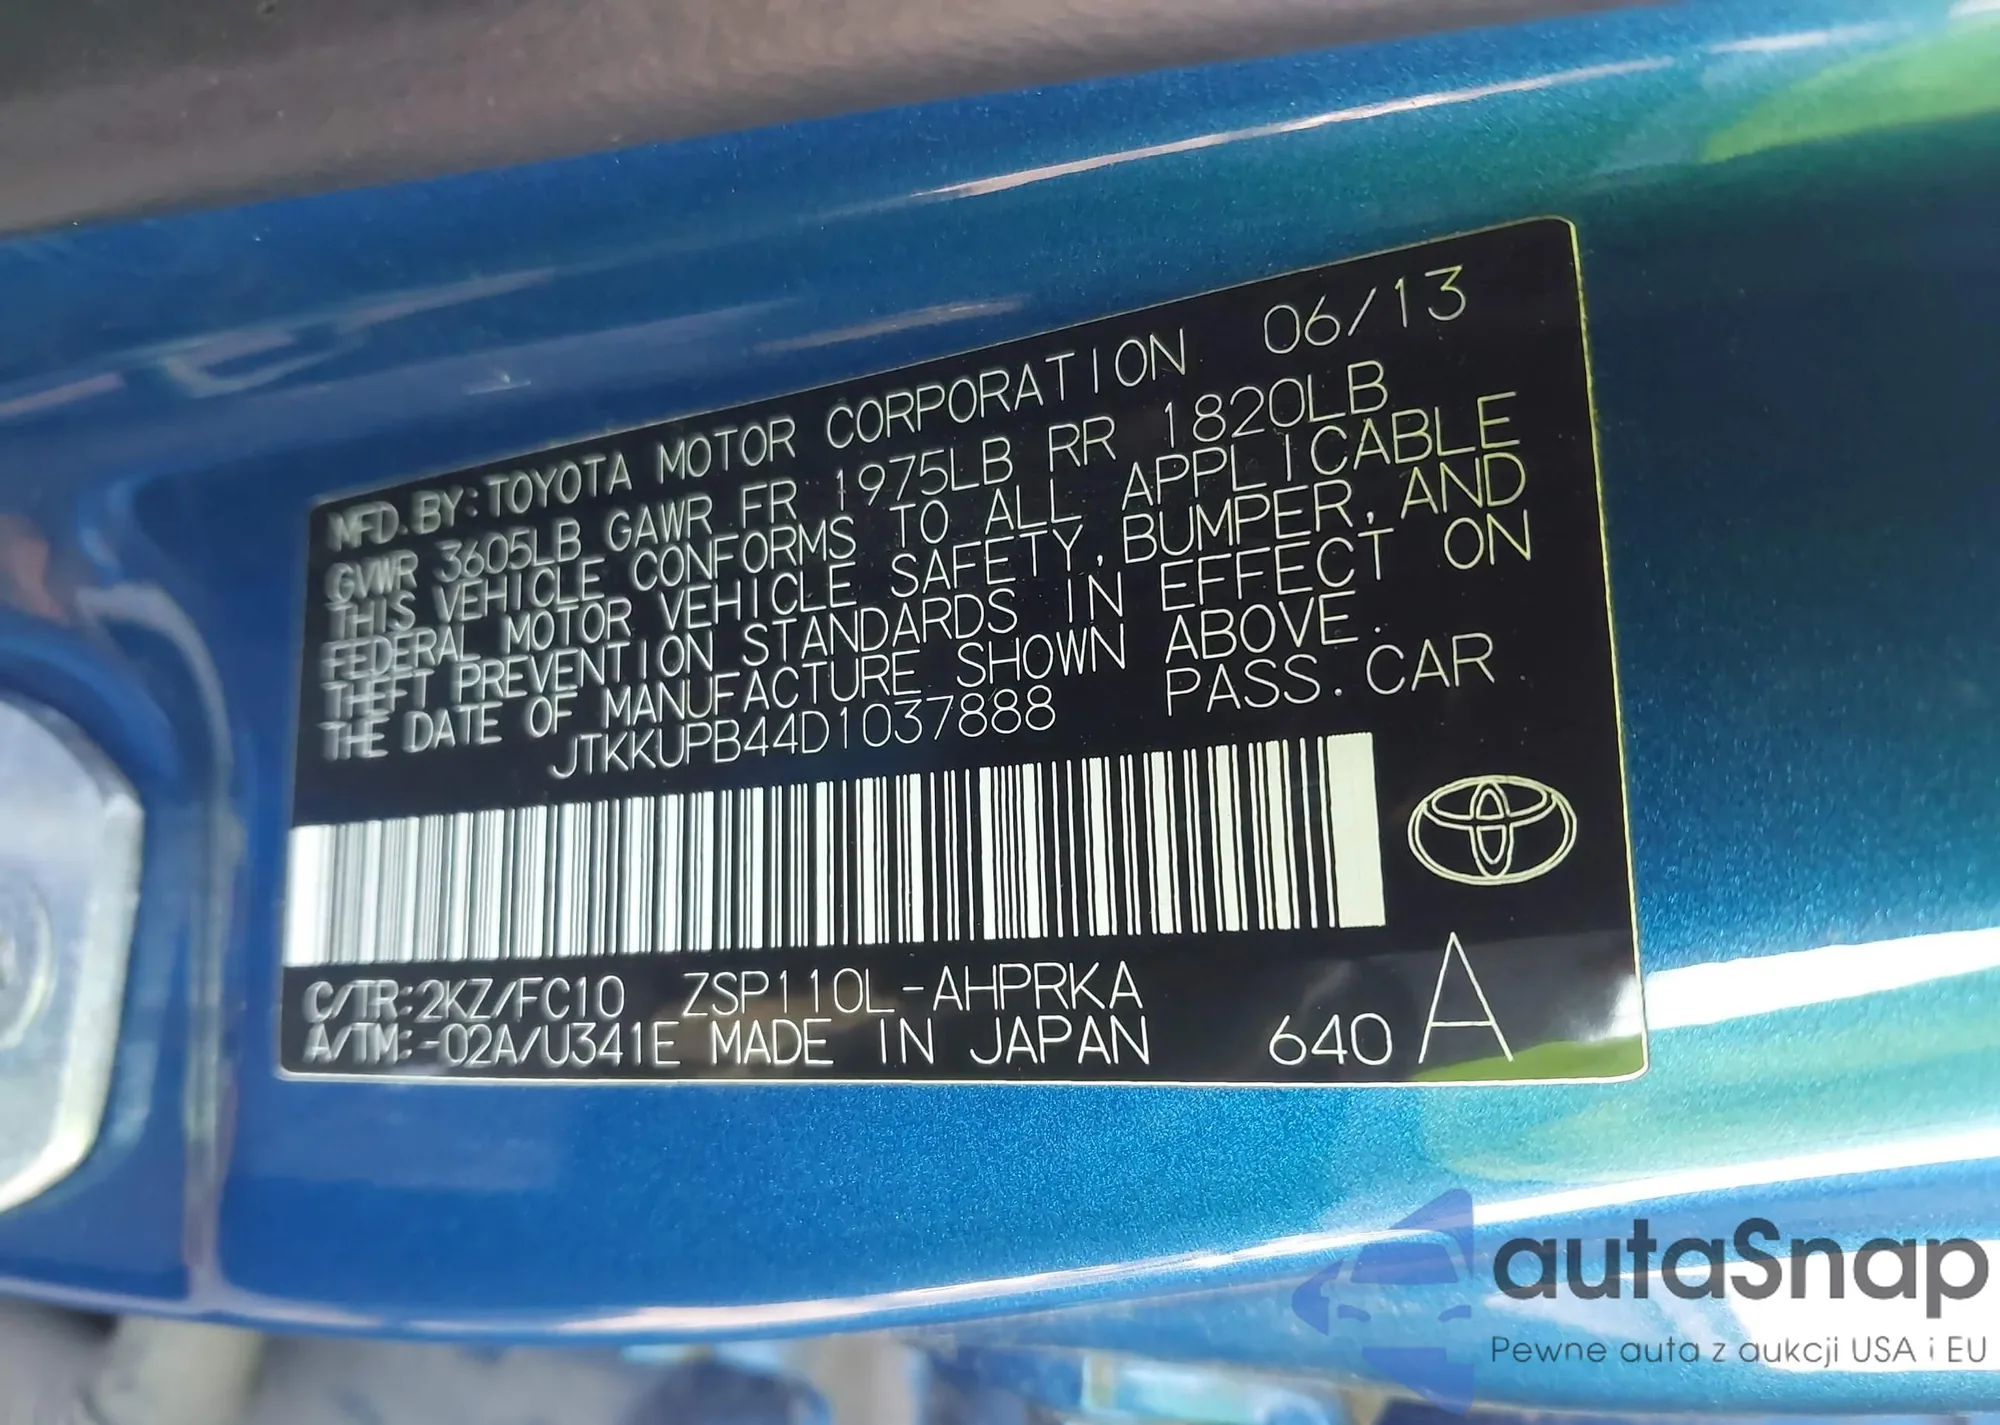 MFD. BY: TOYOTA MOTOR CORPORATION 06/13
GVWR 3605LB GAWR FR 1975LB RR 1820LB
THIS VEHICLE CONFORMS TO ALL APPLICABLE
FEDERAL MOTOR VEHICLE SAFETY, BUMPER, AND
THEFT PREVENTION STANDARDS IN EFFECT ON
THE DATE OF MANUFACTURE SHOWN ABOVE.
JTKKUPB44D1037888 PASS. CAR
C/TR: 2KZ/FC10 ZSP110L-AHPRKA
A/TM: -02A/U341E MADE IN JAPAN 640 A
autaSnap
Pewne auta z aukcji USA i EU